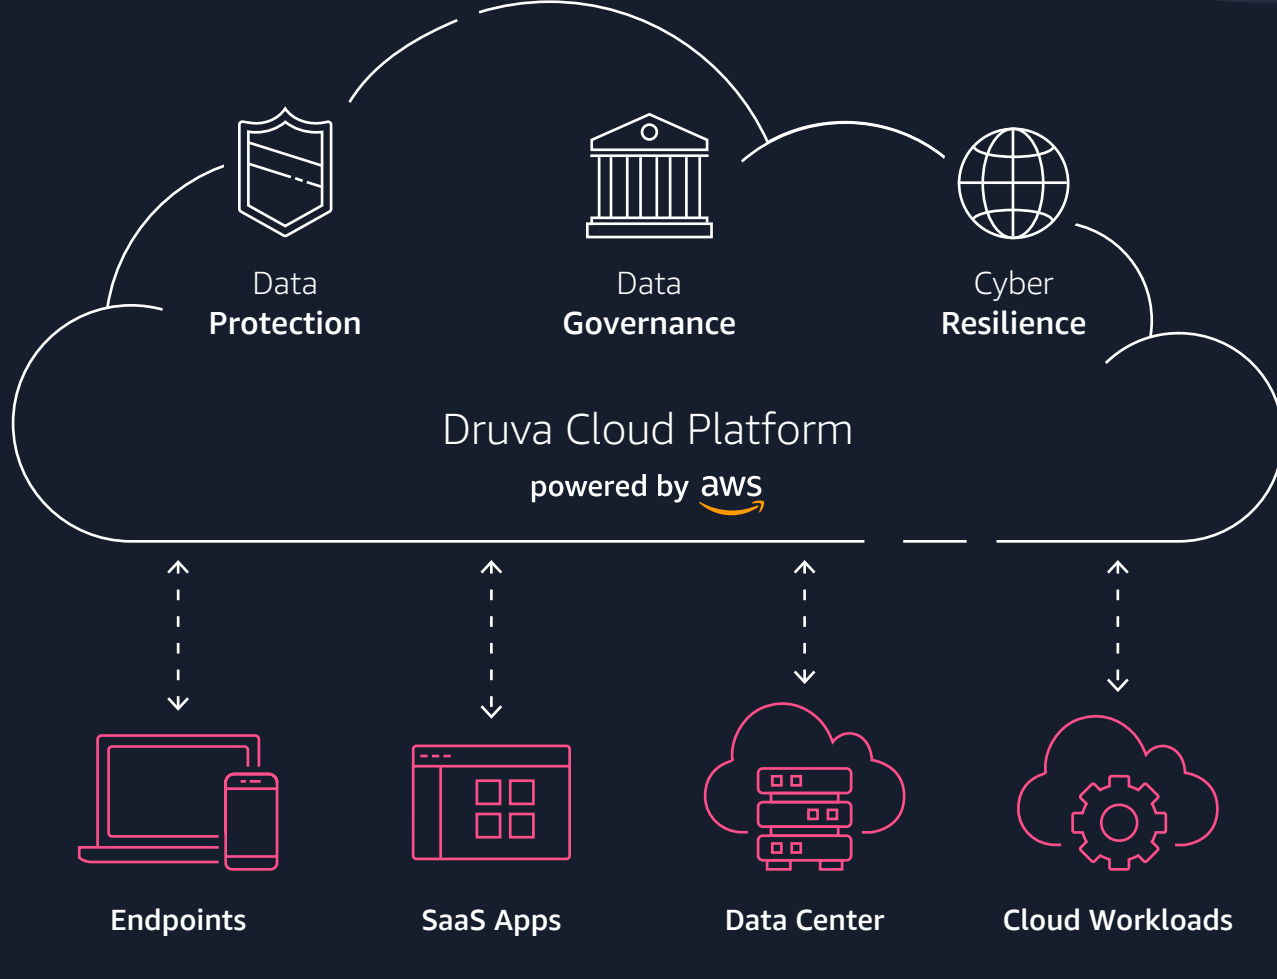 Data
Protection
Data
Governance
Cyber
Resilience
Druva Cloud Platform
powered by aws
Endpoints
SaaS Apps
Data Center
Cloud Workloads